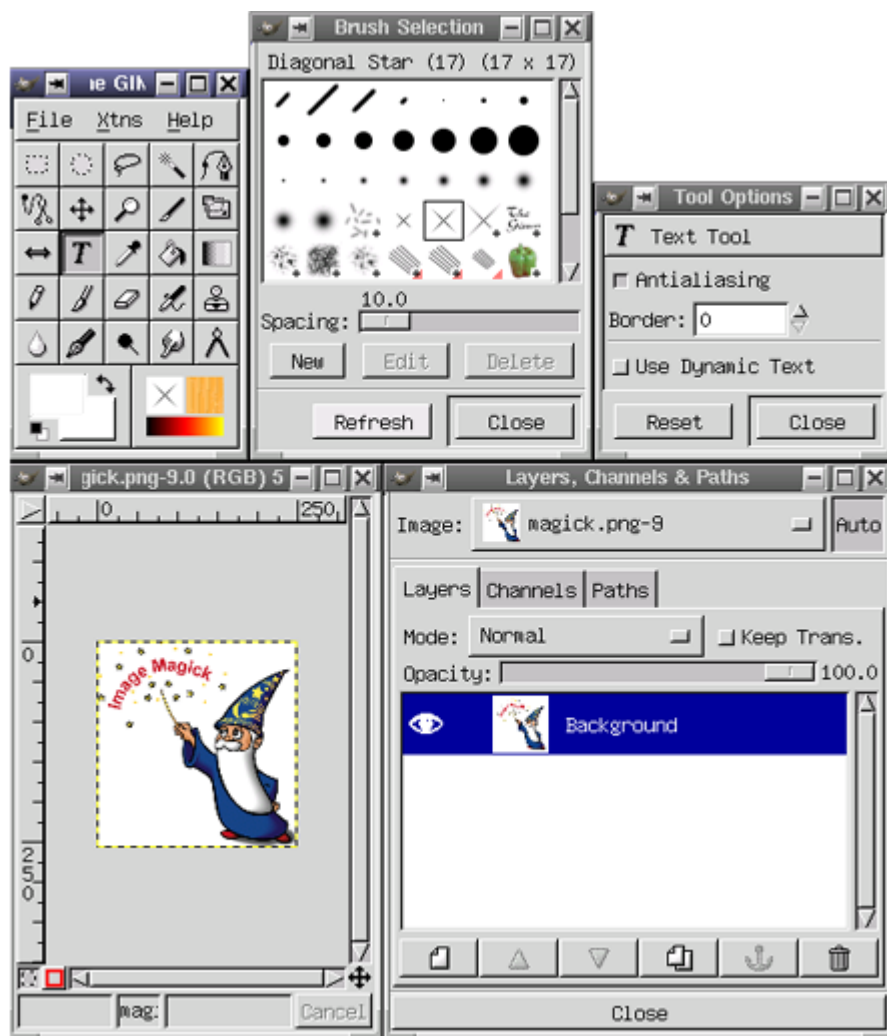 Brush Selection
Diagonal Star (17) (17 x 17)
The Gimp
Spacing: 10.0
New Edit Delete
Refresh Close
he GIM
File Xtns Help
Tool Options
T Text Tool
Antialiasing
Border: 0
Use Dynamic Text
Reset Close
gick.png-9.0 (RGB) 5
0 250
0
250
Image Magick
mag:
Cancel
Layers, Channels & Paths
Image: magick.png-9 Auto
Layers Channels Paths
Mode: Normal Keep Trans.
Opacity: 100.0
Background
Close